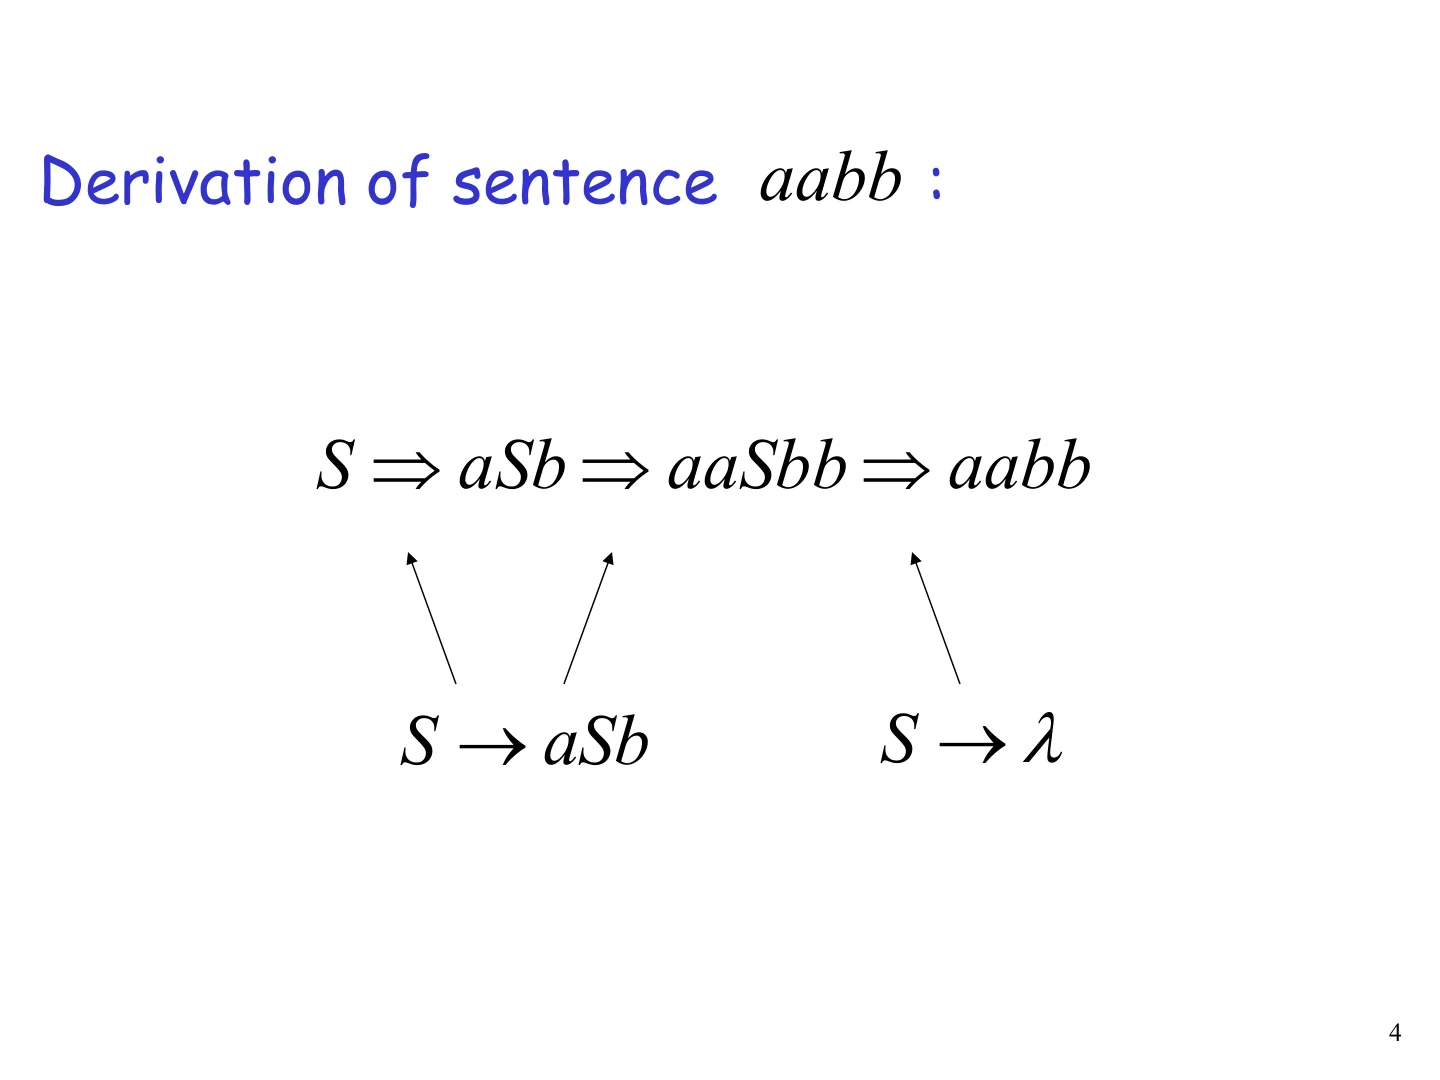 Derivation of sentence aabb :
S ⇒ aSb ⇒ aaSbb ⇒ aabb
S → aSb S → λ
4